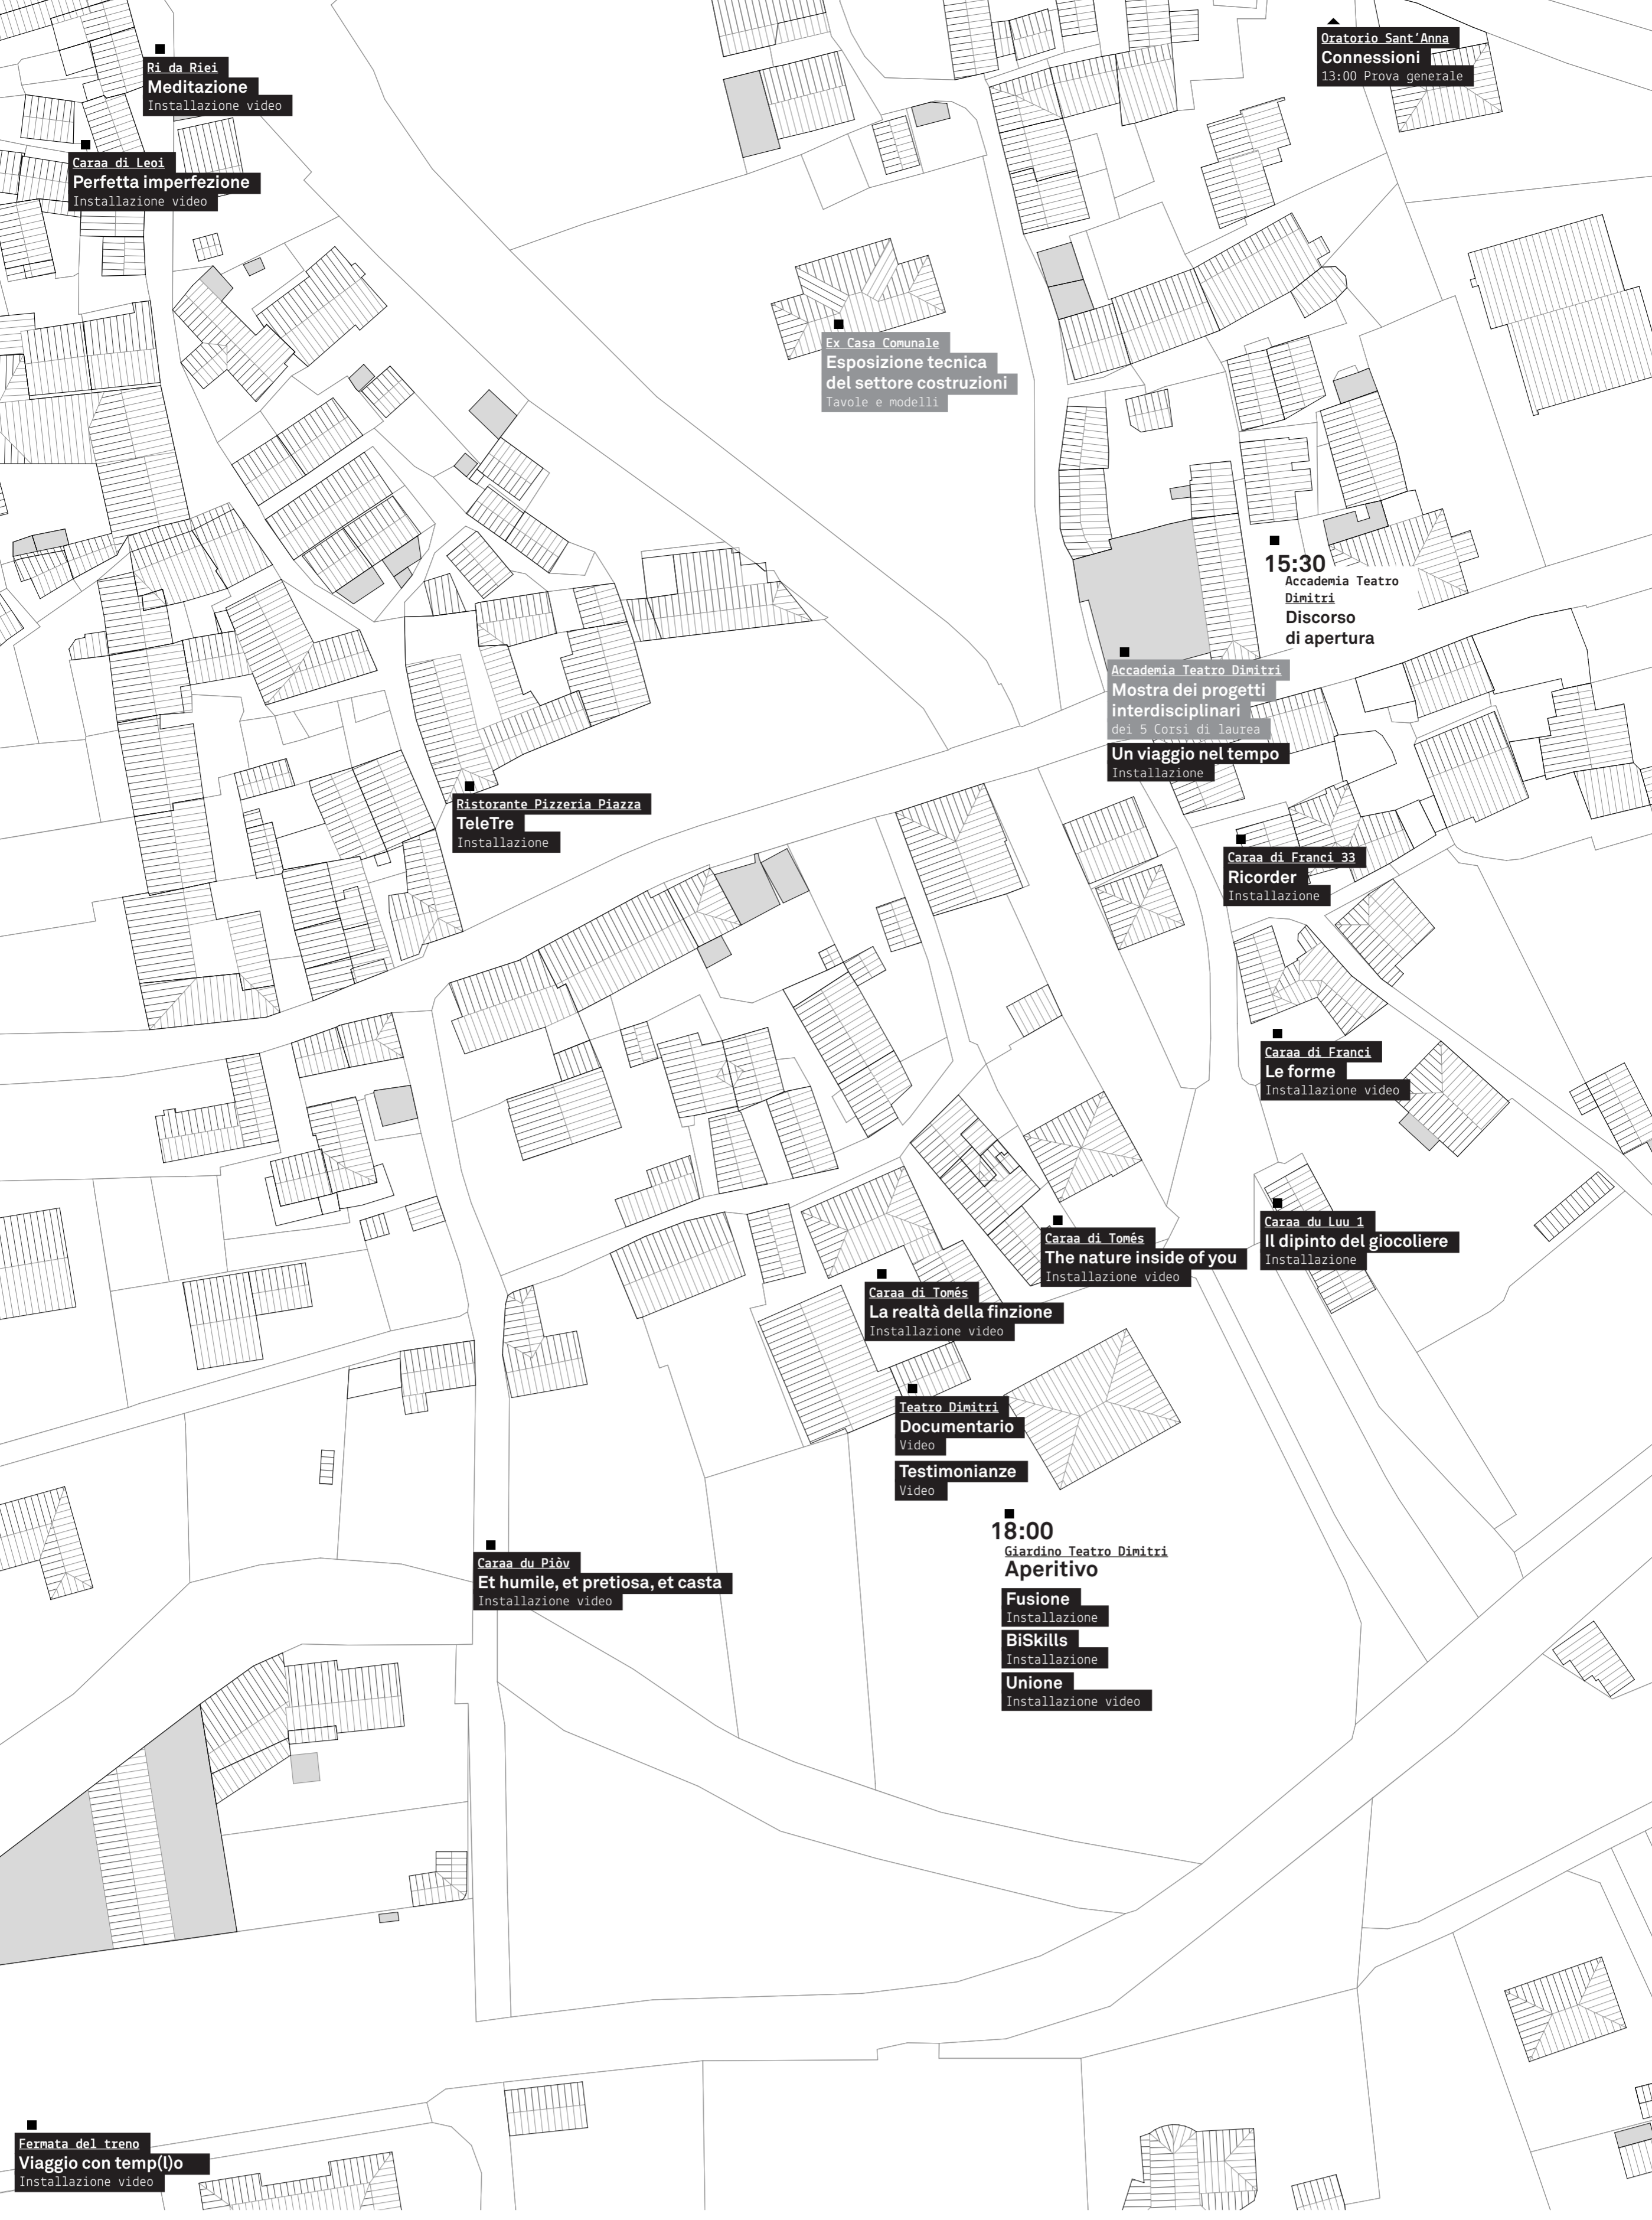 Ri da Riei
Meditazione
Installazione video
Oratorio Sant'Anna
Connessioni
13:00 Prova generale
Caraa di Leoi
Perfetta imperfezione
Installazione video
Ex Casa Comunale
Esposizione tecnica
del settore costruzioni
Tavole e modelli
15:30
Accademia Teatro
Dimitri
Discorso
di apertura
Accademia Teatro Dimitri
Mostra dei progetti
interdisciplinari
dei 5 Corsi di laurea
Un viaggio nel tempo
Installazione
Ristorante Pizzeria Piazza
TeleTre
Installazione
Caraa di Franci 33
Ricorder
Installazione
Caraa di Franci
Le forme
Installazione video
Caraa du Luu 1
Il dipinto del giocoliere
Installazione
Caraa di Tomés
The nature inside of you
Installazione video
Caraa di Tomés
La realtà della finzione
Installazione video
Teatro Dimitri
Documentario
Video
Testimonianze
Video
18:00
Giardino Teatro Dimitri
Aperitivo
Fusione
Installazione
BiSkills
Installazione
Unione
Installazione video
Caraa du Piòv
Et humile, et pretiosa, et casta
Installazione video
Fermata del treno
Viaggio con temp(l)o
Installazione video